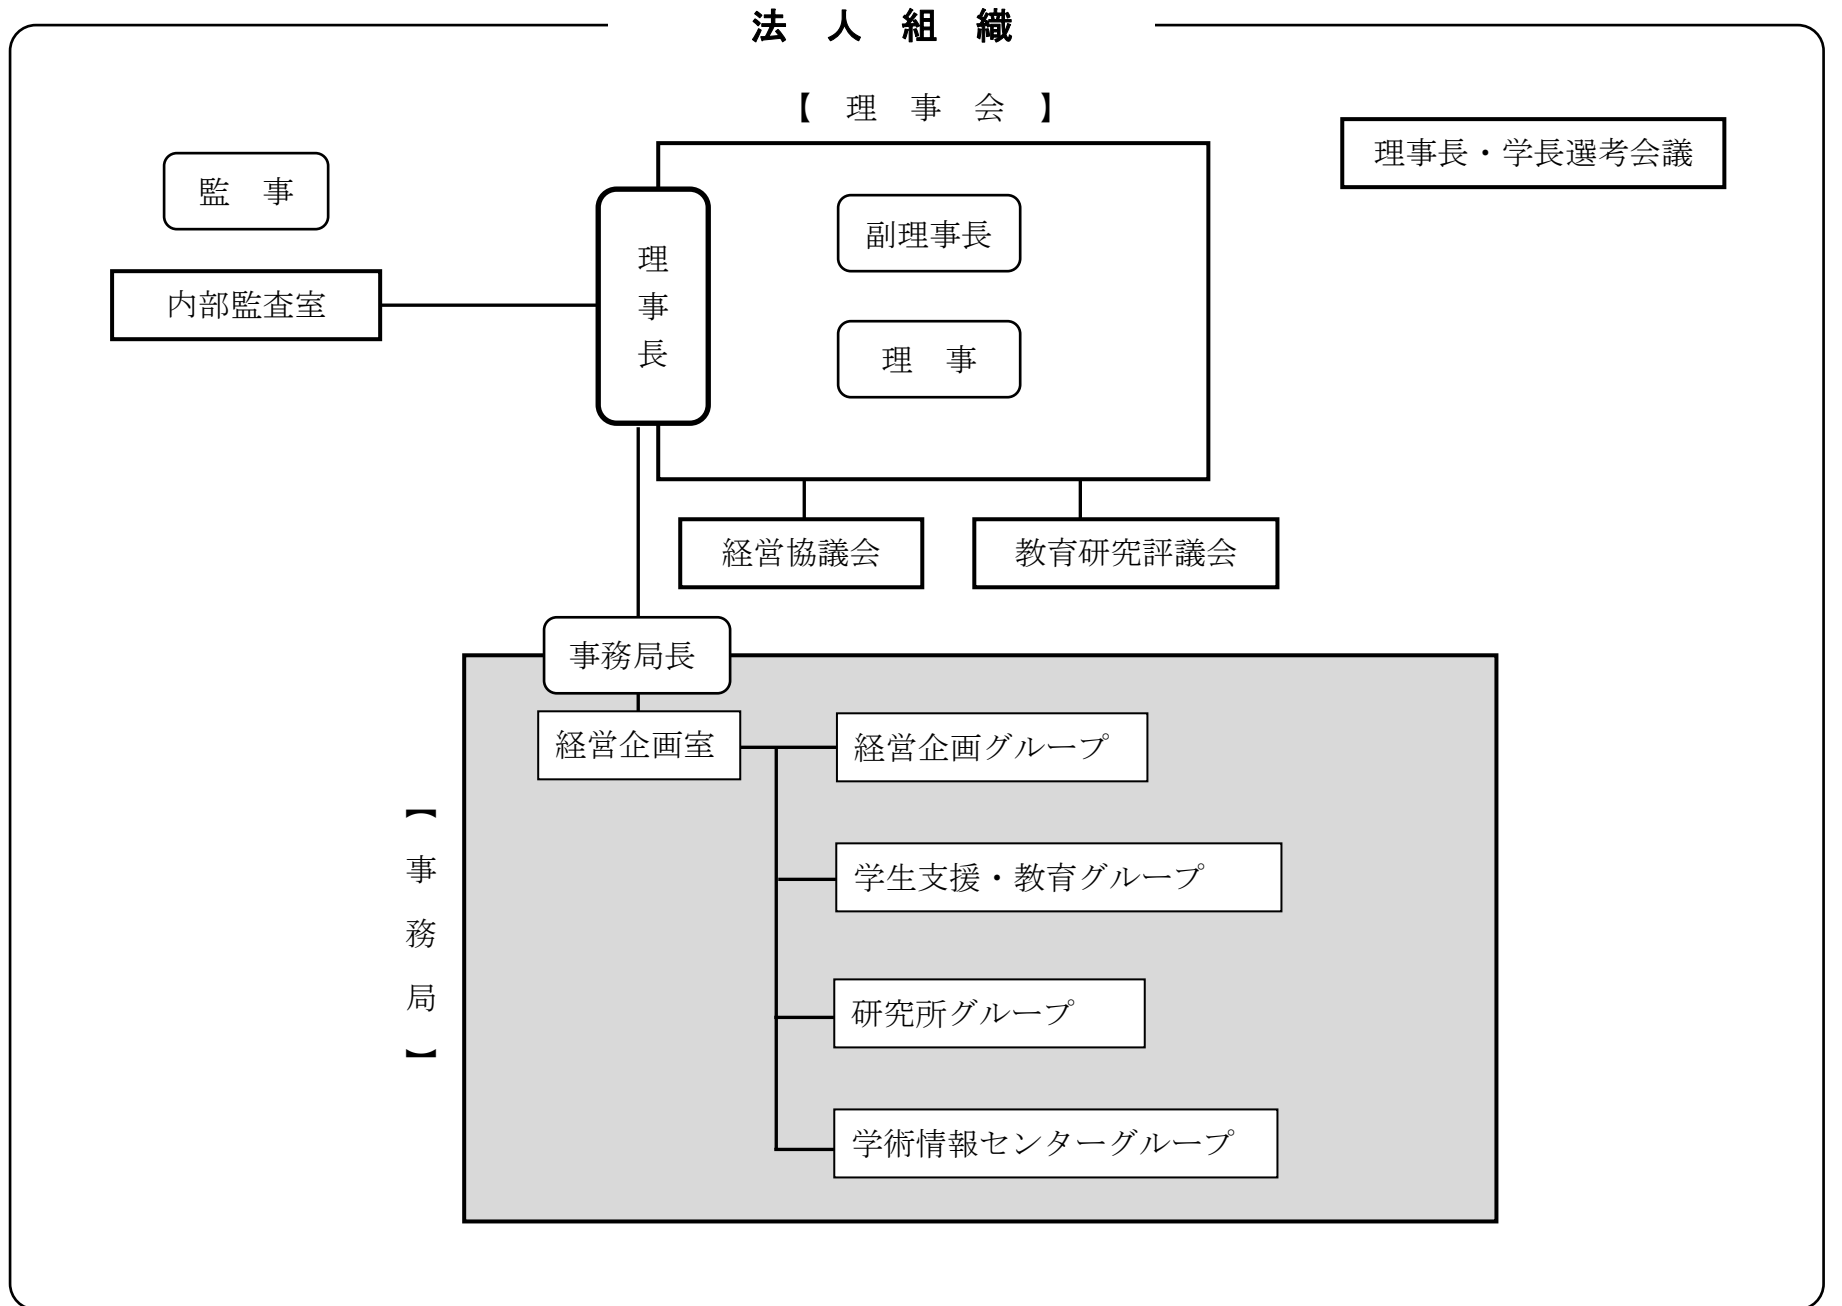 法　人　組　織
【　理　事　会　】
理事長・学長選考会議
監　事
内部監査室
理事長
副理事長
理　事
経営協議会
教育研究評議会
事務局長
経営企画室
経営企画グループ
学生支援・教育グループ
研究所グループ
学術情報センターグループ
【　事　務　局　】